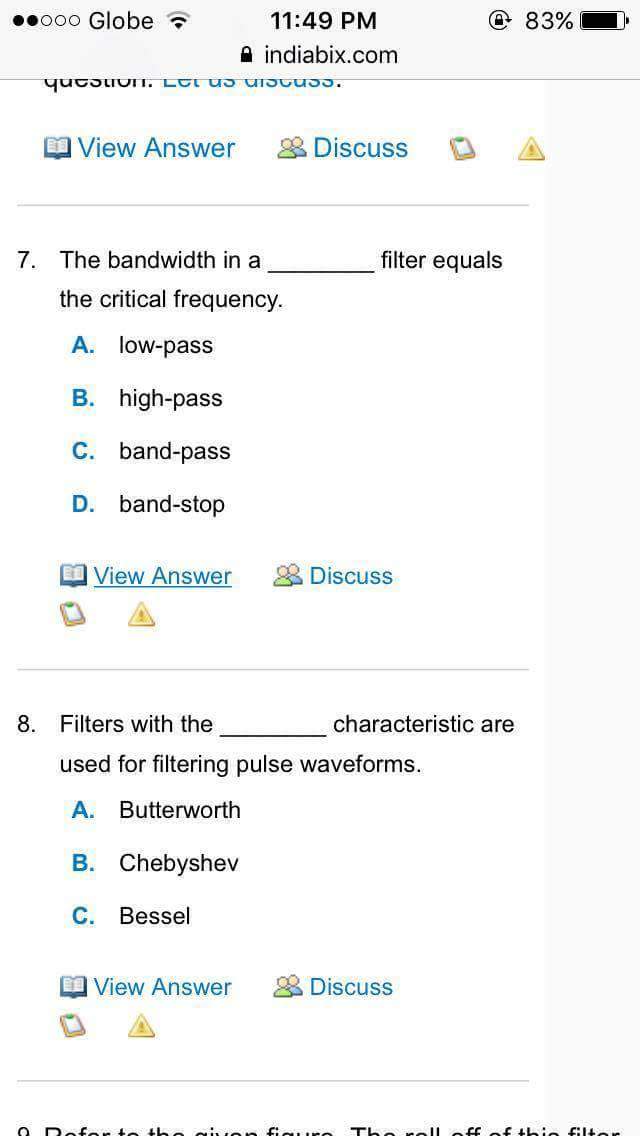 Globe 11:49 PM 83%
indiabix.com
question. Let us discuss.
View Answer Discuss
7. The bandwidth in a ________ filter equals
the critical frequency.
A. low-pass
B. high-pass
C. band-pass
D. band-stop
View Answer Discuss
8. Filters with the ________ characteristic are
used for filtering pulse waveforms.
A. Butterworth
B. Chebyshev
C. Bessel
View Answer Discuss
9. Refer to the given figure. The roll-off of this filter